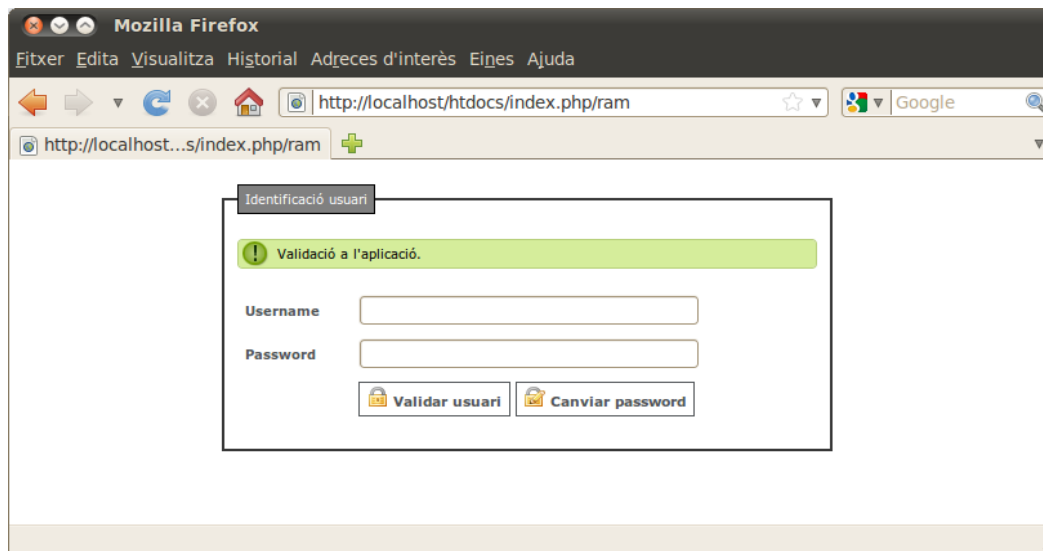 Mozilla Firefox
Fitxer Edita Visualitza Historial Adreces d'interès Eines Ajuda
http://localhost/htdocs/index.php/ram Google
http://localhost...s/index.php/ram
Identificació usuari
Validació a l'aplicació.
Username
Password
Validar usuari Canviar password